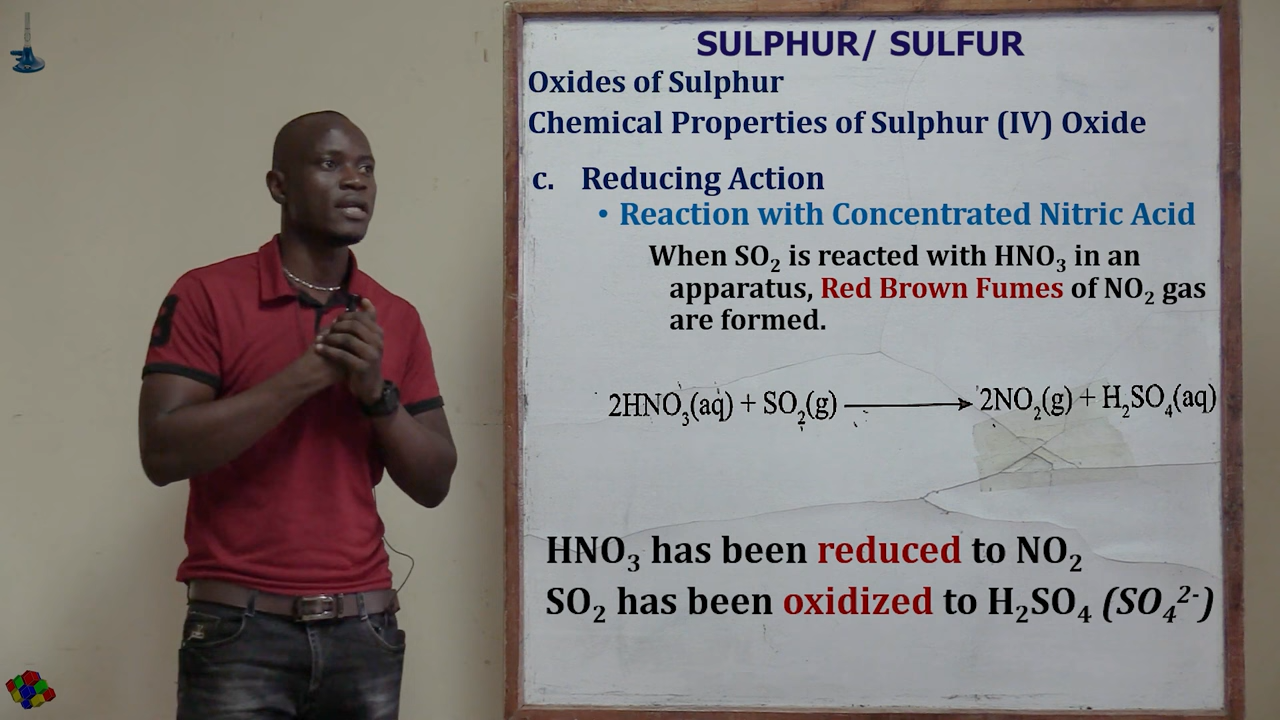 SULPHUR/ SULFUR
Oxides of Sulphur
Chemical Properties of Sulphur (IV) Oxide
c. Reducing Action
• Reaction with Concentrated Nitric Acid
When SO₂ is reacted with HNO₃ in an
apparatus, Red Brown Fumes of NO₂ gas
are formed.
2HNO₃(aq) + SO₂(g) ⟶ 2NO₂(g) + H₂SO₄(aq)
HNO₃ has been reduced to NO₂
SO₂ has been oxidized to H₂SO₄ (SO₄²⁻)